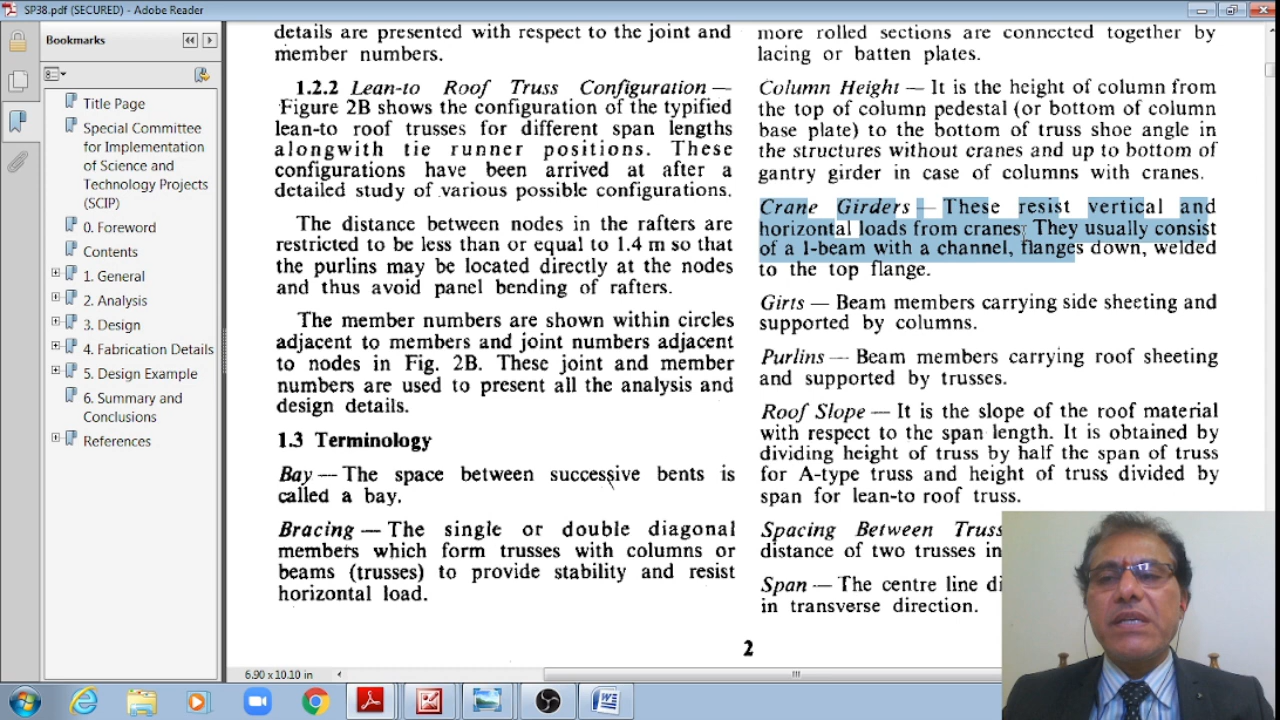 SP38.pdf (SECURED) - Adobe Reader
Bookmarks
Title Page
Special Committee
for Implementation
of Science and
Technology Projects
(SCIP)
0. Foreword
Contents
1. General
2. Analysis
3. Design
4. Fabrication Details
5. Design Example
6. Summary and
Conclusions
References
details are presented with respect to the joint and
member numbers.
1.2.2 Lean-to Roof Truss Configuration —
Figure 2B shows the configuration of the typified
lean-to roof trusses for different span lengths
alongwith tie runner positions. These
configurations have been arrived at after a
detailed study of various possible configurations.
The distance between nodes in the rafters are
restricted to be less than or equal to 1.4 m so that
the purlins may be located directly at the nodes
and thus avoid panel bending of rafters.
The member numbers are shown within circles
adjacent to members and joint numbers adjacent
to nodes in Fig. 2B. These joint and member
numbers are used to present all the analysis and
design details.
1.3 Terminology
Bay — The space between successive bents is
called a bay.
Bracing — The single or double diagonal
members which form trusses with columns or
beams (trusses) to provide stability and resist
horizontal load.
more rolled sections are connected together by
lacing or batten plates.
Column Height — It is the height of column from
the top of column pedestal (or bottom of column
base plate) to the bottom of truss shoe angle in
the structures without cranes and up to bottom of
gantry girder in case of columns with cranes.
Crane Girders — These resist vertical and
horizontal loads from cranes. They usually consist
of a I-beam with a channel, flanges down, welded
to the top flange.
Girts — Beam members carrying side sheeting and
supported by columns.
Purlins — Beam members carrying roof sheeting
and supported by trusses.
Roof Slope — It is the slope of the roof material
with respect to the span length. It is obtained by
dividing height of truss by half the span of truss
for A-type truss and height of truss divided by
span for lean-to roof truss.
Spacing Between Truss
distance of two trusses in
Span — The centre line di
in transverse direction.
2
6.90 x 10.10 in